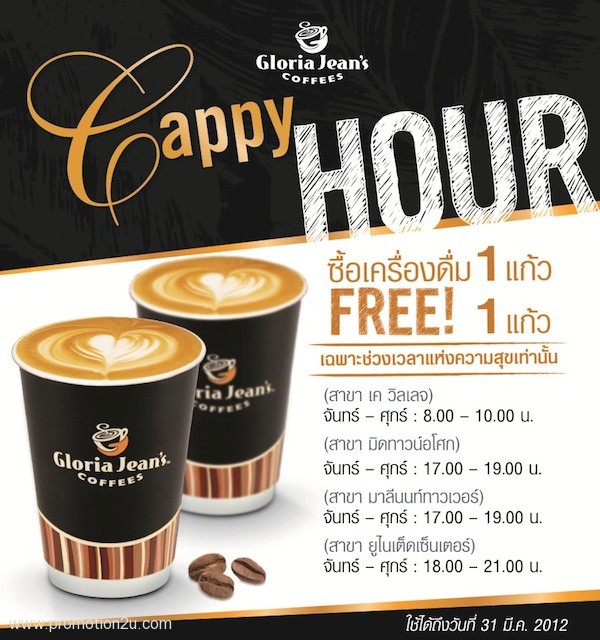 Gloria Jean's
COFFEES
Cappy
HOUR
ซื้อเครื่องดื่ม 1 แก้ว
FREE! 1 แก้ว
เฉพาะช่วงเวลาแห่งความสุขเท่านั้น
(สาขา เค วิลเลจ)
จันทร์ – ศุกร์ : 8.00 – 10.00 น.
(สาขา มิดทาวน์อโศก)
จันทร์ – ศุกร์ : 17.00 – 19.00 น.
(สาขา มาลีนนท์ทาวเวอร์)
จันทร์ – ศุกร์ : 17.00 – 19.00 น.
(สาขา ยูไนเต็ดเซ็นเตอร์)
จันทร์ – ศุกร์ : 18.00 – 21.00 น.
ria Jean's
OFFEES
Gloria Jean's
COFFEES
www.promotion2u.com
ใช้ได้ถึงวันที่ 31 มี.ค. 2012